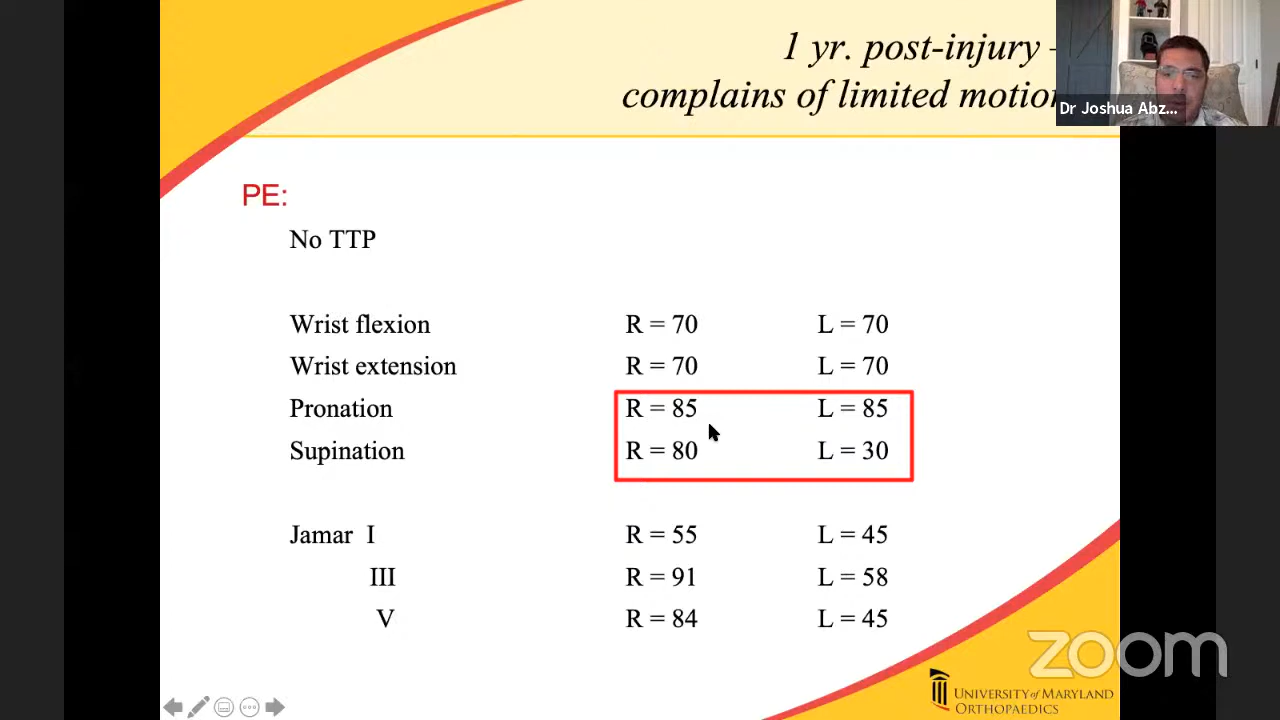 1 yr. post-injury -
complains of limited motion
Dr Joshua Abz...
PE:
No TTP
Wrist flexion R = 70 L = 70
Wrist extension R = 70 L = 70
Pronation R = 85 L = 85
Supination R = 80 L = 30
Jamar I R = 55 L = 45
III R = 91 L = 58
V R = 84 L = 45
zoom
UNIVERSITY of MARYLAND
ORTHOPAEDICS